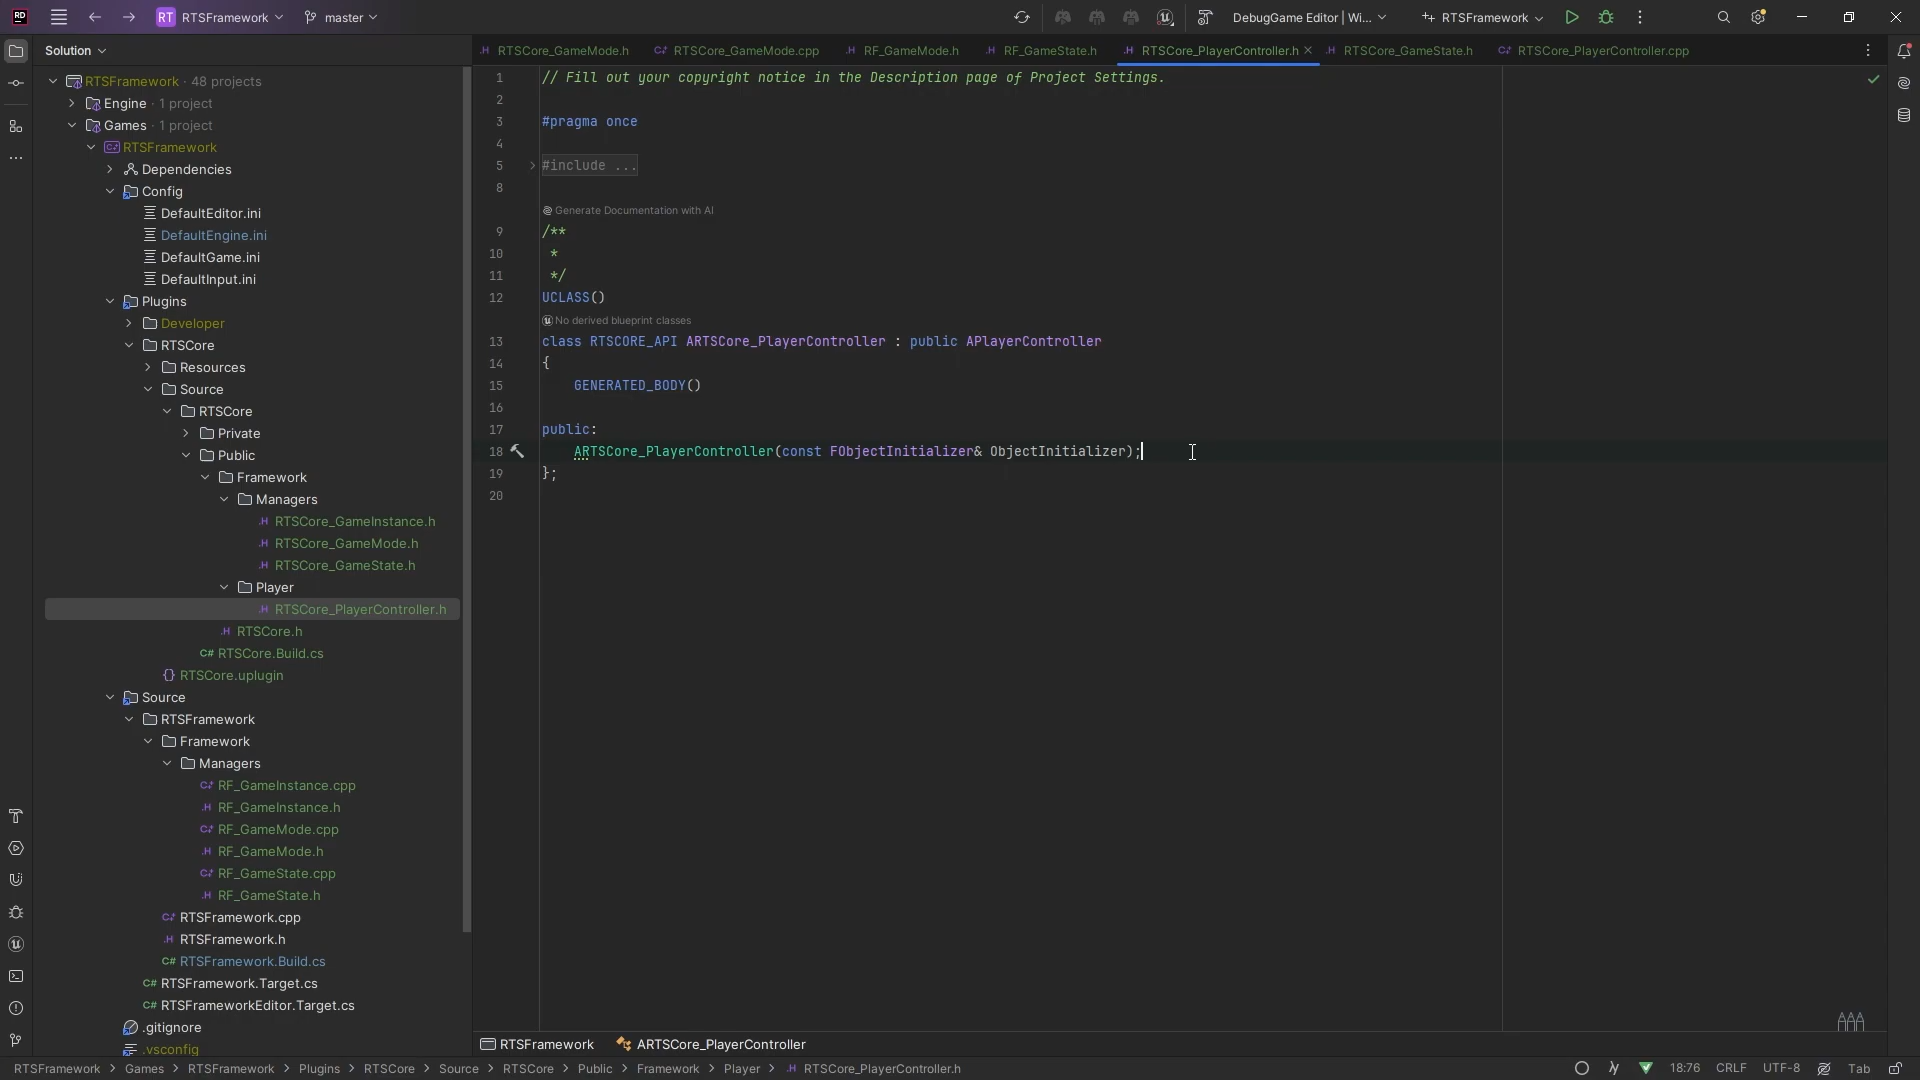 RD RT RTSFramework master DebugGame Editor | Wi... RTSFramework
Solution
RTSCore_GameMode.h RTSCore_GameMode.cpp RF_GameMode.h RF_GameState.h RTSCore_PlayerController.h RTSCore_GameState.h RTSCore_PlayerController.cpp
RTSFramework · 48 projects
Engine · 1 project
Games · 1 project
RTSFramework
Dependencies
Config
DefaultEditor.ini
DefaultEngine.ini
DefaultGame.ini
DefaultInput.ini
Plugins
Developer
RTSCore
Resources
Source
RTSCore
Private
Public
Framework
Managers
RTSCore_GameInstance.h
RTSCore_GameMode.h
RTSCore_GameState.h
Player
RTSCore_PlayerController.h
RTSCore.h
C# RTSCore.Build.cs
RTSCore.uplugin
Source
RTSFramework
Framework
Managers
RF_GameInstance.cpp
RF_GameInstance.h
RF_GameMode.cpp
RF_GameMode.h
RF_GameState.cpp
RF_GameState.h
RTSFramework.cpp
RTSFramework.h
C# RTSFramework.Build.cs
C# RTSFramework.Target.cs
C# RTSFrameworkEditor.Target.cs
.gitignore
.vsconfig
1 // Fill out your copyright notice in the Description page of Project Settings.
2
3 #pragma once
4
5 #include ...
8
Generate Documentation with AI
9 /**
10 *
11 */
12 UCLASS()
No derived blueprint classes
13 class RTSCORE_API ARTSCore_PlayerController : public APlayerController
14 {
15 GENERATED_BODY()
16
17 public:
18 ARTSCore_PlayerController(const FObjectInitializer& ObjectInitializer);
19 };
20
RTSFramework ARTSCore_PlayerController
RTSFramework > Games > RTSFramework > Plugins > RTSCore > Source > RTSCore > Public > Framework > Player > RTSCore_PlayerController.h 18:76 CRLF UTF-8 Tab